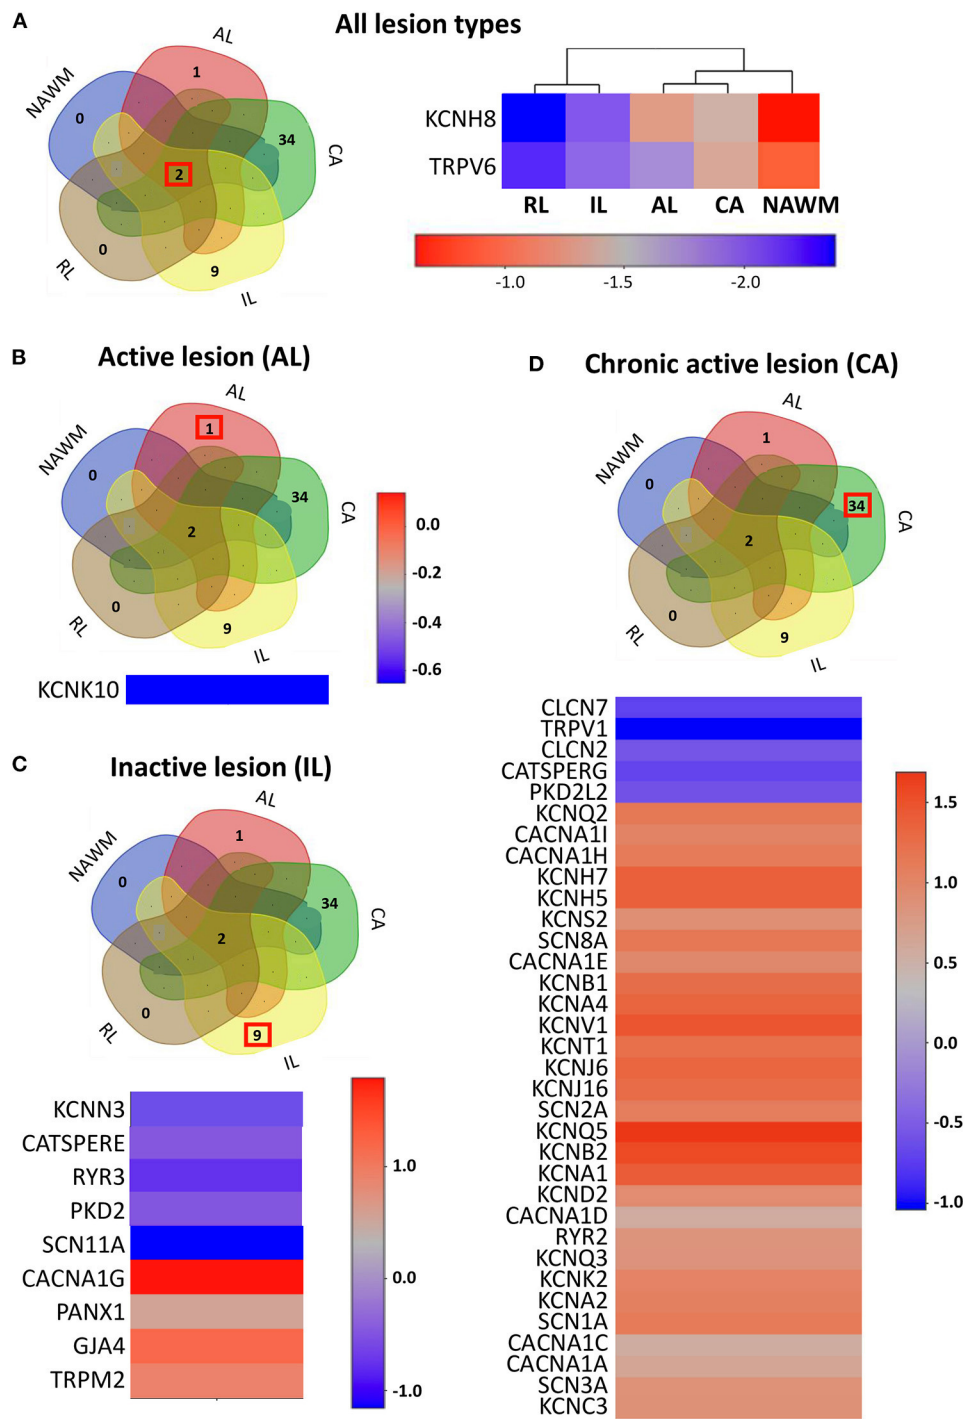 A
All lesion types
AL
NAWM
CA
RL
IL
1
0
34
2
0
9
KCNH8
TRPV6
RL IL AL CA NAWM
-1.0 -1.5 -2.0
B
Active lesion (AL)
AL
NAWM
CA
RL
IL
1
0
34
2
0
9
0.0
-0.2
-0.4
-0.6
KCNK10
C
Inactive lesion (IL)
AL
NAWM
CA
RL
IL
1
0
34
2
0
9
KCNN3
CATSPERE
RYR3
PKD2
SCN11A
CACNA1G
PANX1
GJA4
TRPM2
1.0
0.0
-1.0
D
Chronic active lesion (CA)
AL
NAWM
CA
RL
IL
1
0
34
2
0
9
CLCN7
TRPV1
CLCN2
CATSPERG
PKD2L2
KCNQ2
CACNA1I
CACNA1H
KCNH7
KCNH5
KCNS2
SCN8A
CACNA1E
KCNB1
KCNA4
KCNV1
KCNT1
KCNJ6
KCNJ16
SCN2A
KCNQ5
KCNB2
KCNA1
KCND2
CACNA1D
RYR2
KCNQ3
KCNK2
KCNA2
SCN1A
CACNA1C
CACNA1A
SCN3A
KCNC3
1.5
1.0
0.5
0.0
-0.5
-1.0